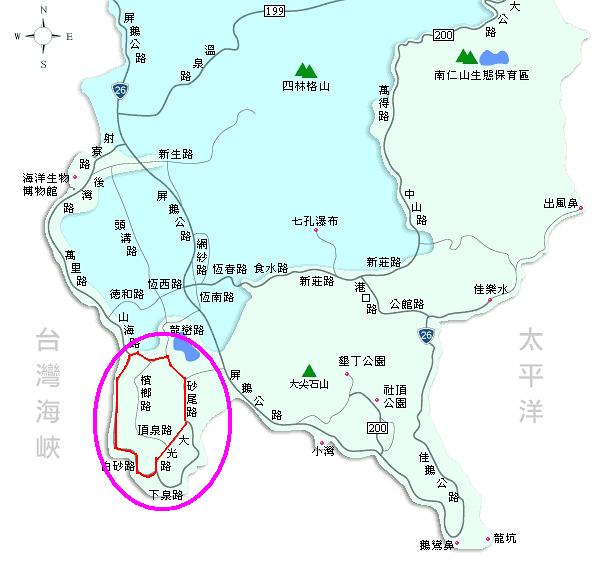 N
W E
S
屏鵝公路
溫泉路
199
大公路
200
26
四林格山
南仁山生態保育區
萬得路
射寮路
新生路
海洋生物
博物館
後灣路
屏鵝公路
中山路
出風鼻
頭溝路
網紗路
七孔瀑布
萬里路
恆西路
恆春路
食水路
新莊路
新莊路
德和路
恆南路
港口路
公館路
佳樂水
山海路
龍鑾路
26
台灣海峽
太平洋
檳榔路
砂尾路
屏鵝公路
大尖石山
墾丁公園
社頂
公園
頂泉路
大光路
200
小灣
白砂路
下泉路
佳鵝公路
鵝鸞鼻
龍坑